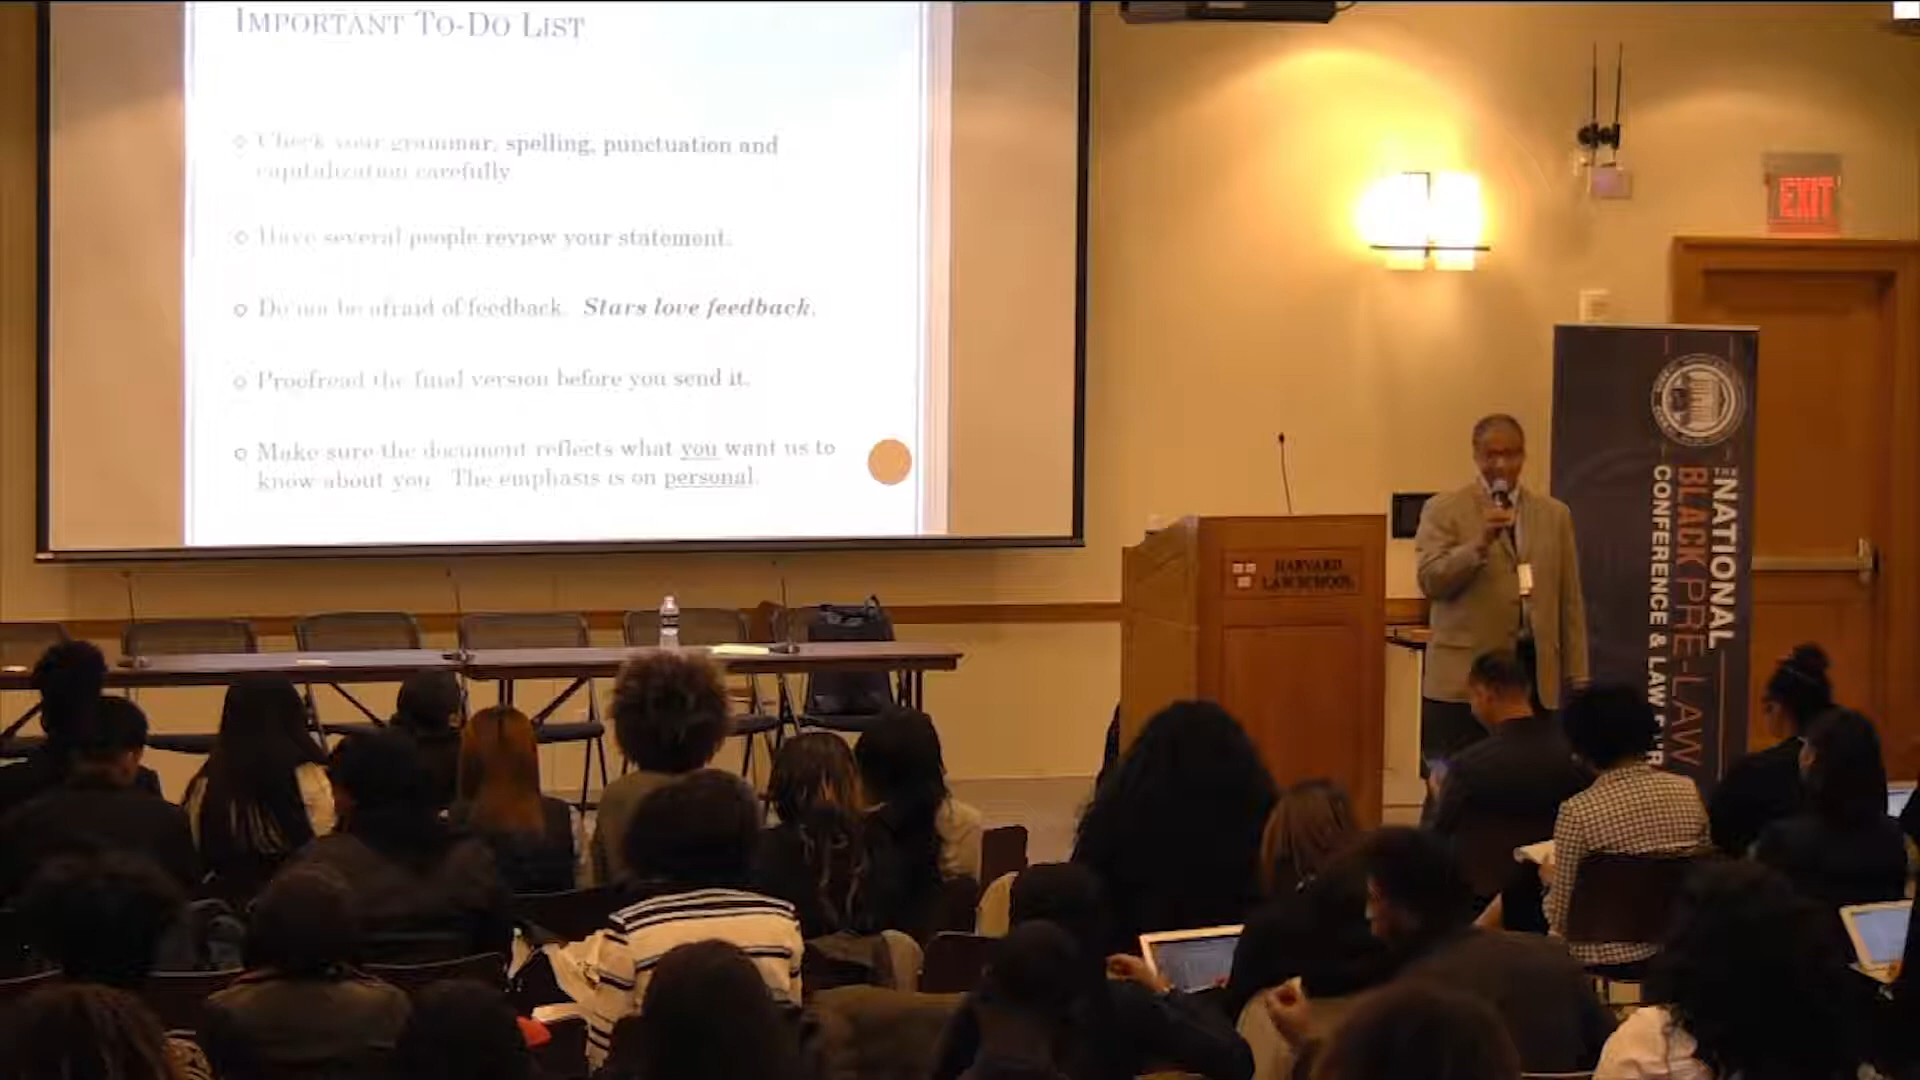 IMPORTANT TO-DO LIST
Check your grammar, spelling, punctuation and
capitalization carefully
Have several people review your statement.
Do not be afraid of feedback. Stars love feedback.
Proofread the final version before you send it.
Make sure the document reflects what you want us to
know about you. The emphasis is on personal.
EXIT
HARVARD
LAW SCHOOL
THE NATIONAL
BLACK PRE-LAW
CONFERENCE & LAW